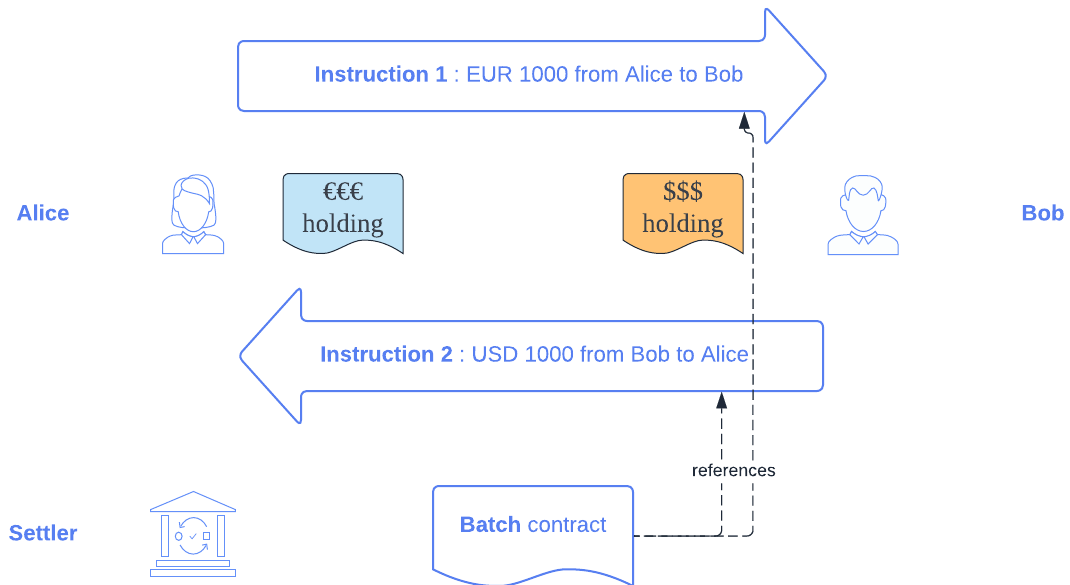 Instruction 1 : EUR 1000 from Alice to Bob
Alice
€€€
holding
$$$
holding
Bob
Instruction 2 : USD 1000 from Bob to Alice
references
Settler
Batch contract